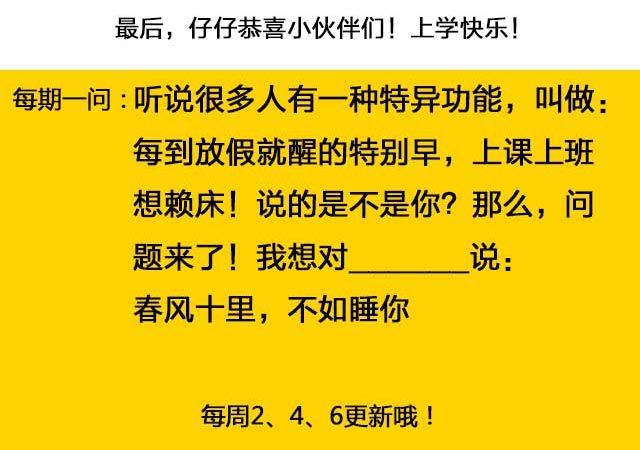 最后，仔仔恭喜小伙伴们！上学快乐！
每期一问：听说很多人有一种特异功能，叫做：
每到放假就醒的特别早，上课上班
想赖床！说的是不是你？那么，问
题来了！我想对_______说：
春风十里，不如睡你
每周2、4、6更新哦！